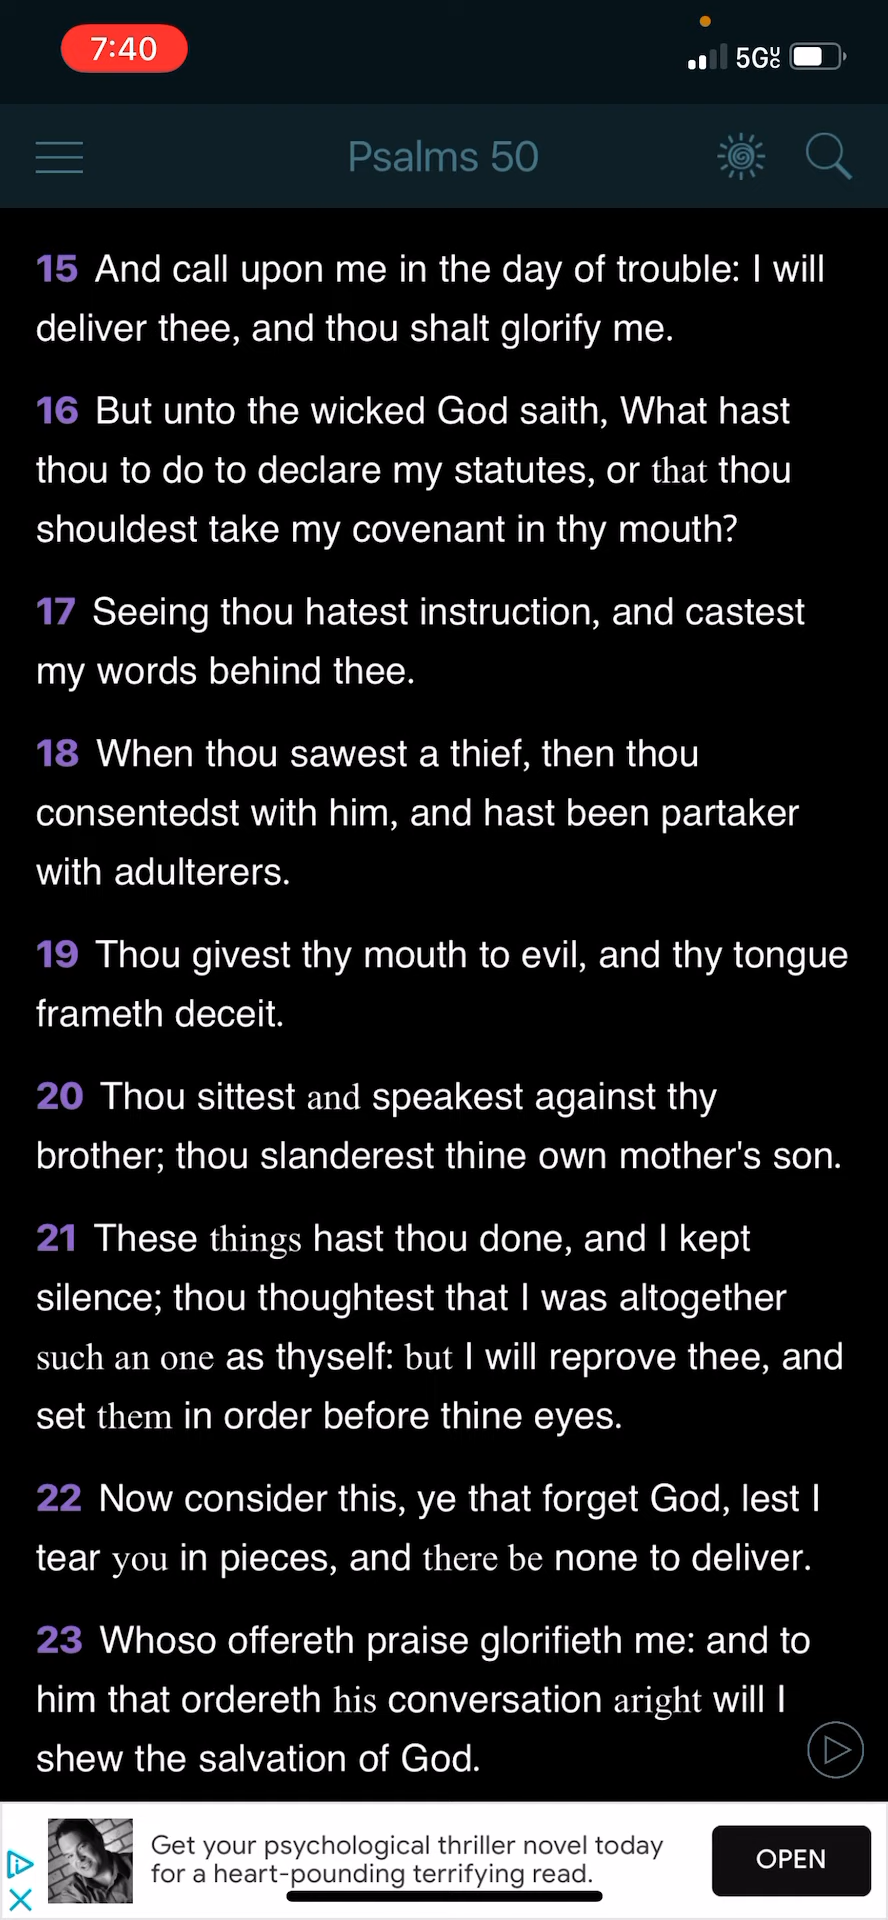 7:40
5GUC
Psalms 50
15 And call upon me in the day of trouble: I will
deliver thee, and thou shalt glorify me.
16 But unto the wicked God saith, What hast
thou to do to declare my statutes, or that thou
shouldest take my covenant in thy mouth?
17 Seeing thou hatest instruction, and castest
my words behind thee.
18 When thou sawest a thief, then thou
consentedst with him, and hast been partaker
with adulterers.
19 Thou givest thy mouth to evil, and thy tongue
frameth deceit.
20 Thou sittest and speakest against thy
brother; thou slanderest thine own mother's son.
21 These things hast thou done, and I kept
silence; thou thoughtest that I was altogether
such an one as thyself: but I will reprove thee, and
set them in order before thine eyes.
22 Now consider this, ye that forget God, lest I
tear you in pieces, and there be none to deliver.
23 Whoso offereth praise glorifieth me: and to
him that ordereth his conversation aright will I
shew the salvation of God.
Get your psychological thriller novel today
for a heart-pounding terrifying read.
OPEN